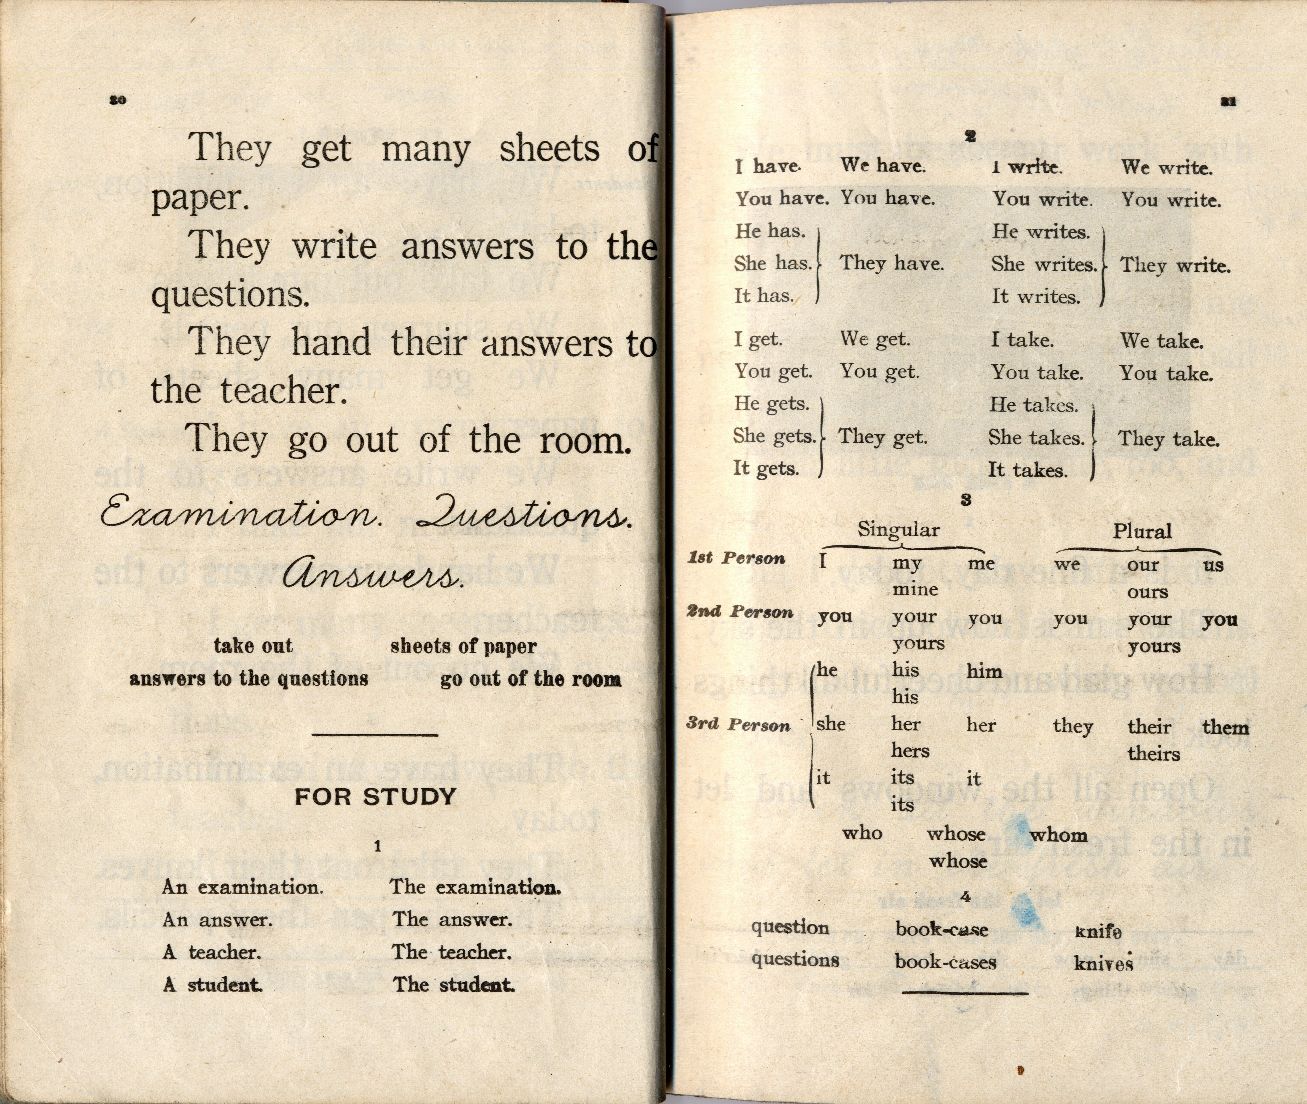 20
They get many sheets of
paper.
They write answers to the
questions.
They hand their answers to
the teacher.
They go out of the room.
Examination. Questions.
Answers.
take out sheets of paper
answers to the questions go out of the room
FOR STUDY
1
An examination. The examination.
An answer. The answer.
A teacher. The teacher.
A student. The student.
21
2
I have. We have. I write. We write.
You have. You have. You write. You write.
He has. He writes.
She has. They have. She writes. They write.
It has. It writes.
I get. We get. I take. We take.
You get. You get. You take. You take.
He gets. He takes.
She gets. They get. She takes. They take.
It gets. It takes.
3
Singular Plural
1st Person I my me we our us
mine ours
2nd Person you your you you your you
yours yours
he his him
his
3rd Person she her her they their them
hers theirs
it its it
its
who whose whom
whose
4
question book-case knife
questions book-cases knives